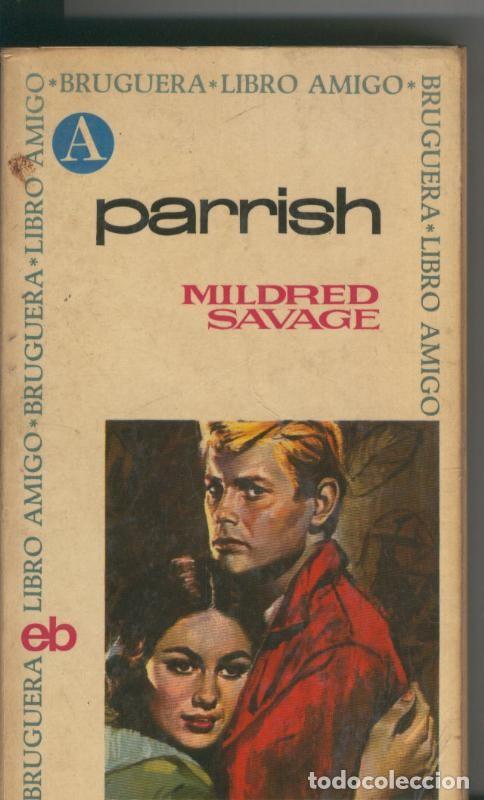 *BRUGUERA*LIBRO AMIGO*
BRUGUERA*LIBRO AMIGO
BRUGUERA LIBRO AMIGO*BRUGUERA*LIBRO AMIGO
A
parrish
MILDRED
SAVAGE
eb
todocoleccion